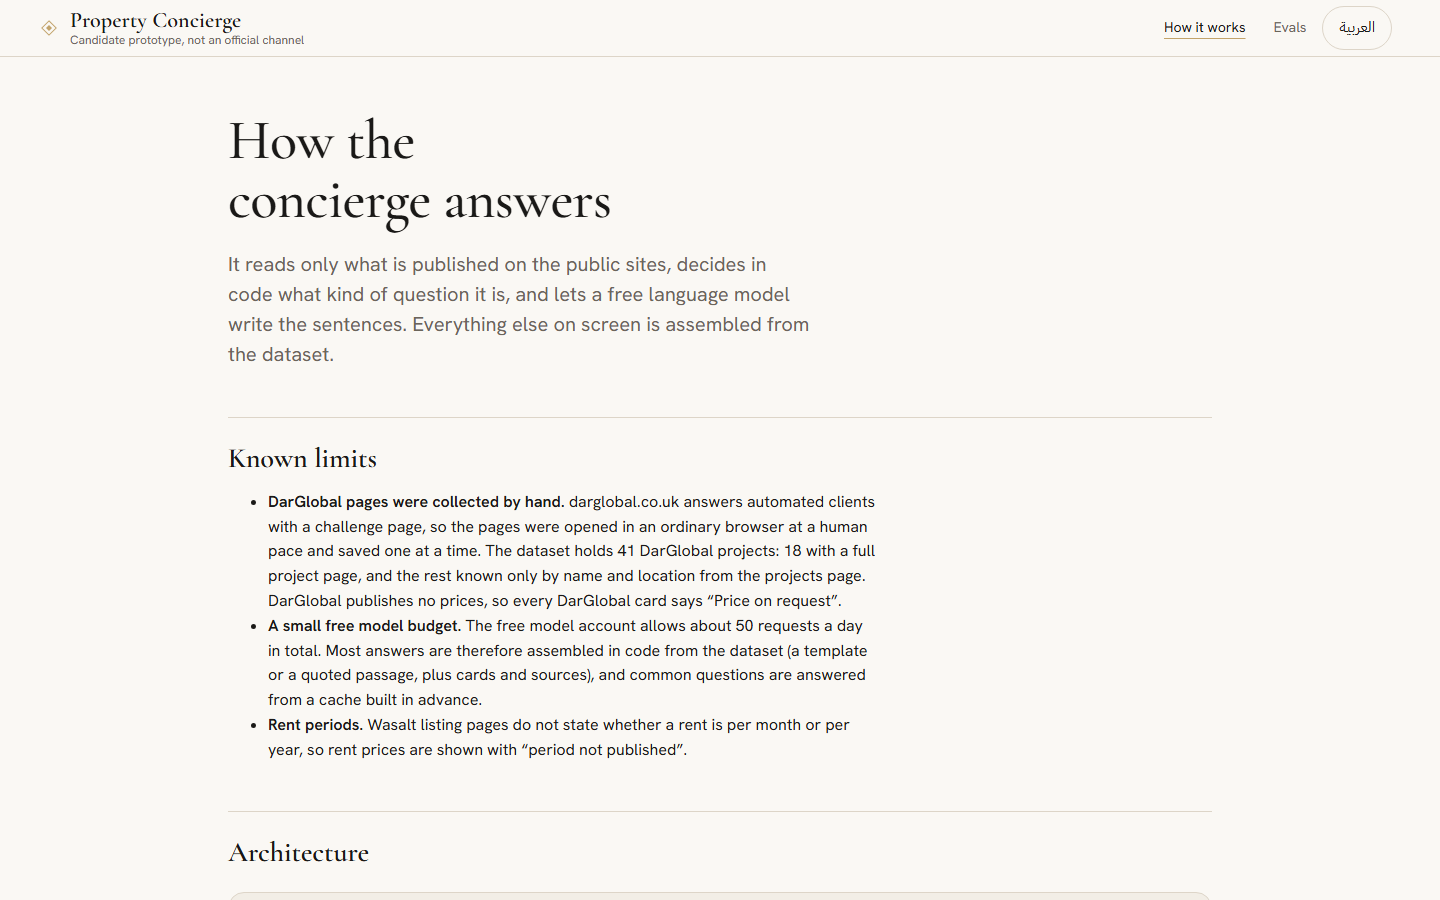 Property Concierge
Candidate prototype, not an official channel
How it works
Evals
العربية
How the
concierge answers
It reads only what is published on the public sites, decides in
code what kind of question it is, and lets a free language model
write the sentences. Everything else on screen is assembled from
the dataset.
Known limits
• DarGlobal pages were collected by hand. darglobal.co.uk answers automated clients
with a challenge page, so the pages were opened in an ordinary browser at a human
pace and saved one at a time. The dataset holds 41 DarGlobal projects: 18 with a full
project page, and the rest known only by name and location from the projects page.
DarGlobal publishes no prices, so every DarGlobal card says “Price on request”.
• A small free model budget. The free model account allows about 50 requests a day
in total. Most answers are therefore assembled in code from the dataset (a template
or a quoted passage, plus cards and sources), and common questions are answered
from a cache built in advance.
• Rent periods. Wasalt listing pages do not state whether a rent is per month or per
year, so rent prices are shown with “period not published”.
Architecture